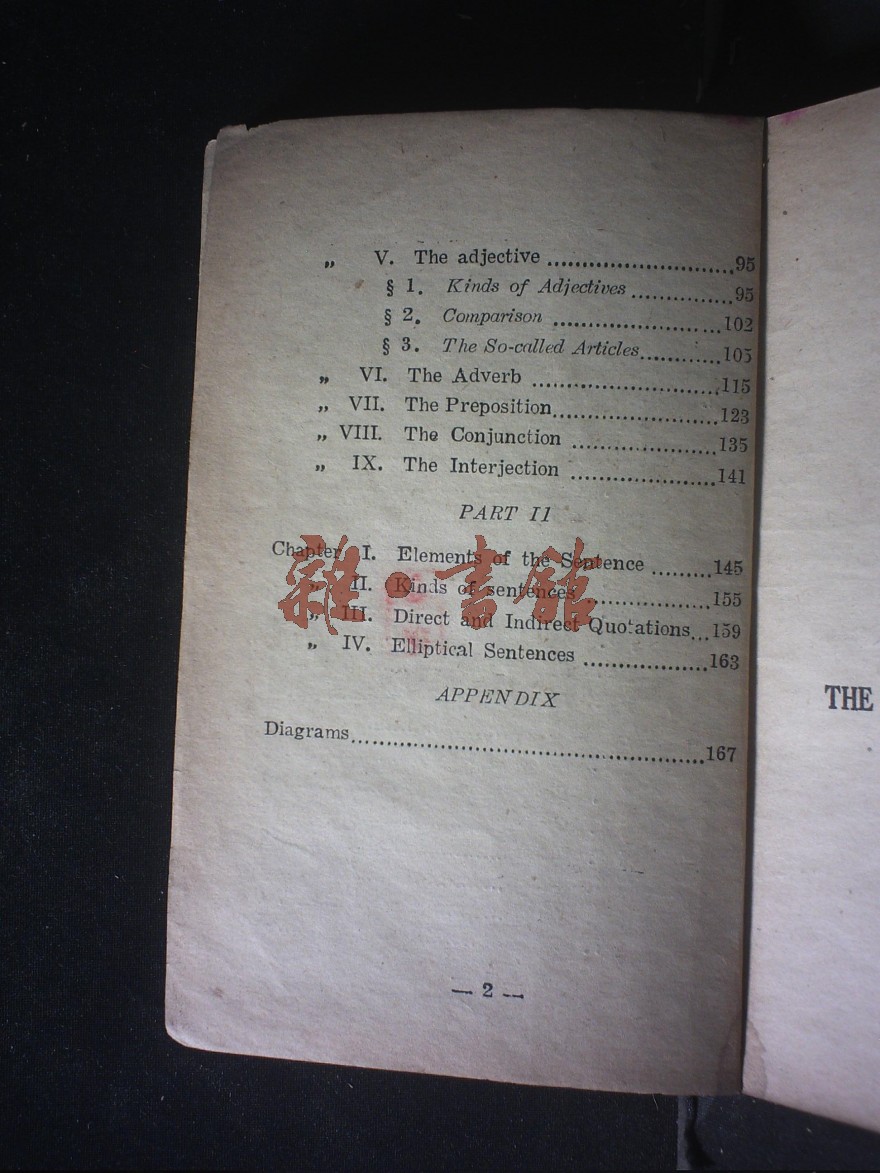 „ V. The adjective ............................95
§ 1. Kinds of Adjectives ...............95
§ 2. Comparison .........................102
§ 3. The So-called Articles............105
„ VI. The Adverb ............................115
„ VII. The Preposition.........................123
„ VIII. The Conjunction ......................135
„ IX. The Interjection ......................141
PART II
Chapter I. Elements of the Sentence .........145
„ II. Kinds of sentences ..................155
„ III. Direct and Indirect Quotations...159
„ IV. Elliptical Sentences ...................163
雜·書館
APPENDIX
Diagrams......................................................167
— 2 —
THE